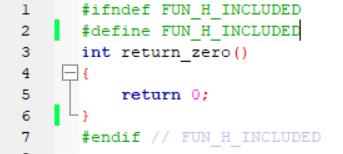 1 #ifndef FUN_H_INCLUDED
2 #define FUN_H_INCLUDED
3 int return_zero()
4 {
5 return 0;
6 }
7 #endif // FUN_H_INCLUDED